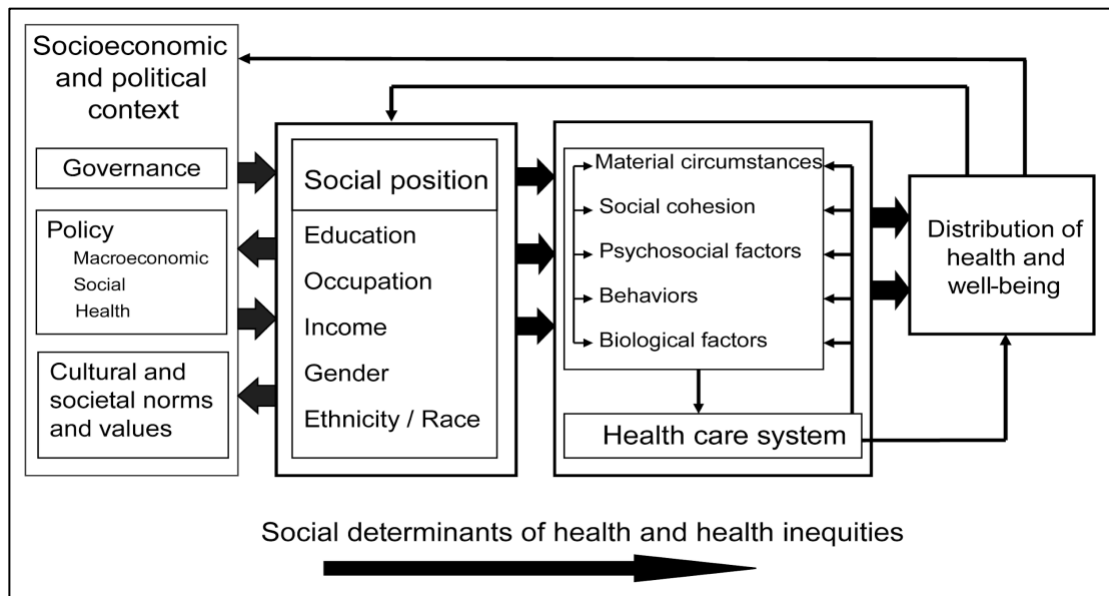 Socioeconomic
and political
context
Governance
Policy
Macroeconomic
Social
Health
Cultural and
societal norms
and values
Social position
Education
Occupation
Income
Gender
Ethnicity / Race
Material circumstances
Social cohesion
Psychosocial factors
Behaviors
Biological factors
Health care system
Distribution of
health and
well-being
Social determinants of health and health inequities